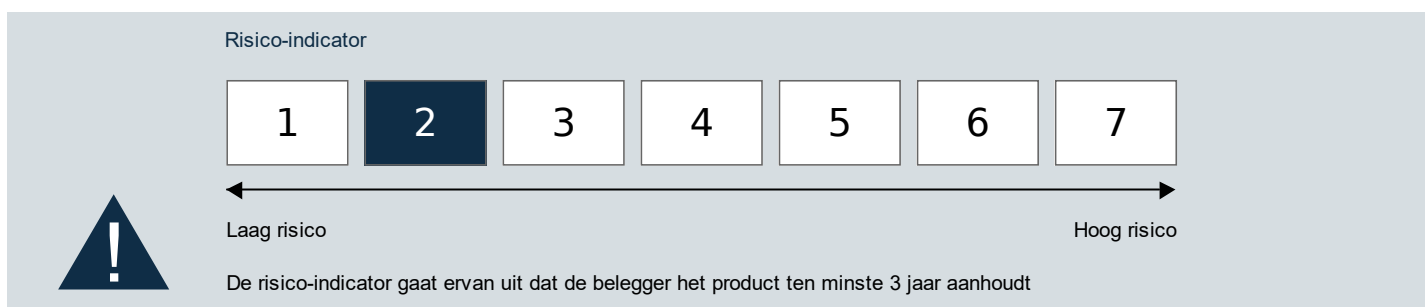 Risico-indicator
1 2 3 4 5 6 7
Laag risico Hoog risico
!
De risico-indicator gaat ervan uit dat de belegger het product ten minste 3 jaar aanhoudt